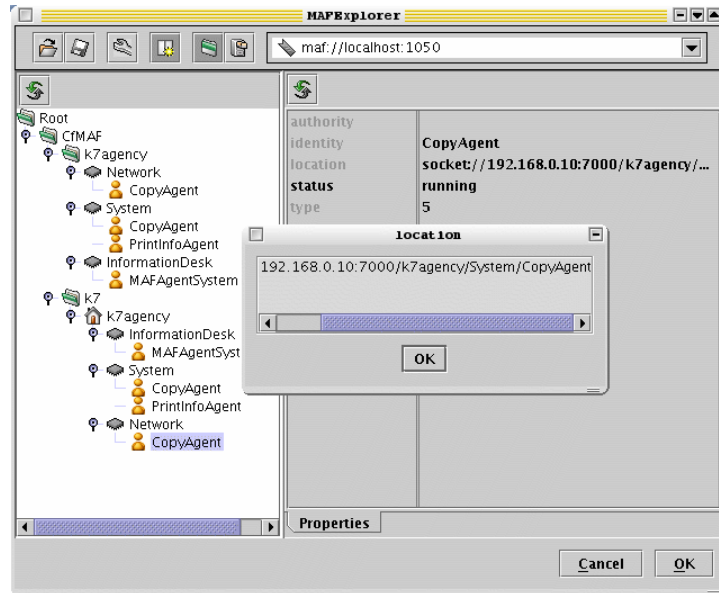 MAFExplorer
maf://localhost:1050
Root
CfMAF
k7agency
Network
CopyAgent
System
CopyAgent
PrintInfoAgent
InformationDesk
MAFAgentSystem
k7
k7agency
InformationDesk
MAFAgentSyst
System
CopyAgent
PrintInfoAgent
Network
CopyAgent
authority
identity CopyAgent
location socket://192.168.0.10:7000/k7agency/...
status running
type 5
location
192.168.0.10:7000/k7agency/System/CopyAgent
OK
Properties
Cancel OK